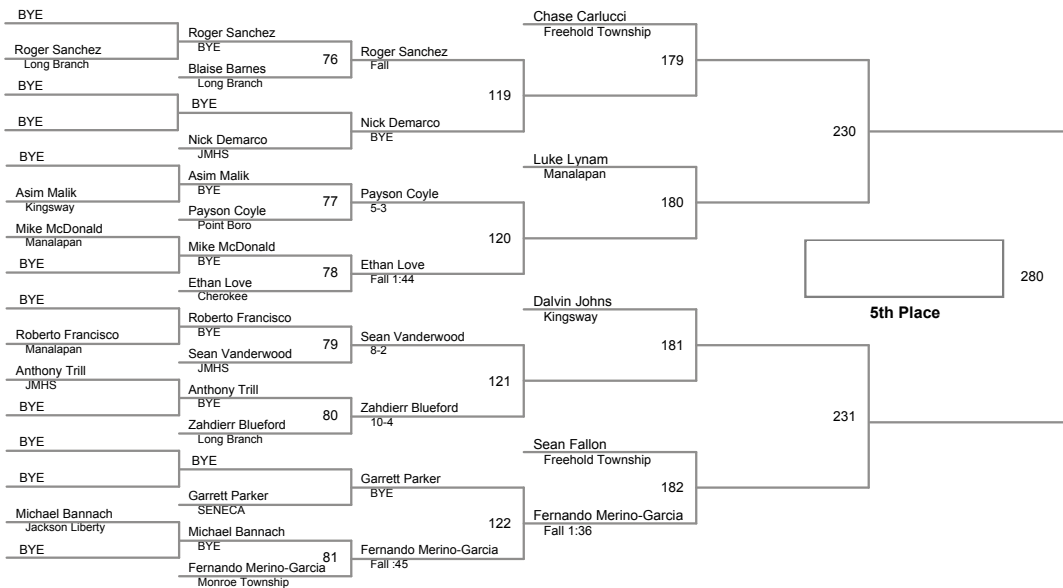 BYE
Roger Sanchez
Long Branch
BYE
BYE
BYE
Asim Malik
Kingsway
Mike McDonald
Manalapan
BYE
BYE
Roberto Francisco
Manalapan
Anthony Trill
JMHS
BYE
BYE
BYE
Michael Bannach
Jackson Liberty
BYE
Roger Sanchez
BYE
76
Blaise Barnes
Long Branch
BYE
Nick Demarco
JMHS
Asim Malik
BYE
77
Payson Coyle
Point Boro
Mike McDonald
BYE
78
Ethan Love
Cherokee
Roberto Francisco
BYE
79
Sean Vanderwood
JMHS
Anthony Trill
BYE
80
Zahdierr Blueford
Long Branch
BYE
Garrett Parker
SENECA
Michael Bannach
BYE
81
Fernando Merino-Garcia
Monroe Township
Roger Sanchez
Fall
119
Nick Demarco
BYE
Payson Coyle
5-3
120
Ethan Love
Fall 1:44
Sean Vanderwood
8-2
121
Zahdierr Blueford
10-4
Garrett Parker
BYE
122
Fernando Merino-Garcia
Fall :45
Chase Carlucci
Freehold Township
179
Luke Lynam
Manalapan
180
Dalvin Johns
Kingsway
181
Sean Fallon
Freehold Township
182
Fernando Merino-Garcia
Fall 1:36
230
231
280
5th Place